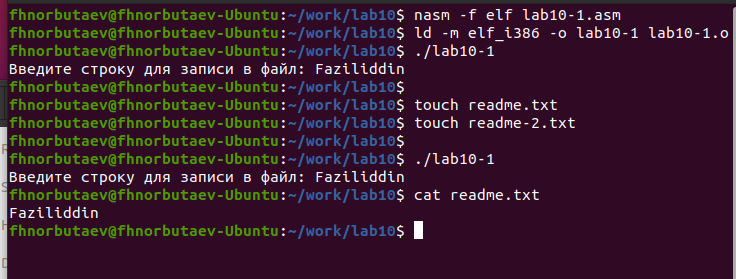 fhnorbutaev@fhnorbutaev-Ubuntu:~/work/lab10$ nasm -f elf lab10-1.asm
fhnorbutaev@fhnorbutaev-Ubuntu:~/work/lab10$ ld -m elf_i386 -o lab10-1 lab10-1.o
fhnorbutaev@fhnorbutaev-Ubuntu:~/work/lab10$ ./lab10-1
Введите строку для записи в файл: Faziliddin
fhnorbutaev@fhnorbutaev-Ubuntu:~/work/lab10$
fhnorbutaev@fhnorbutaev-Ubuntu:~/work/lab10$ touch readme.txt
fhnorbutaev@fhnorbutaev-Ubuntu:~/work/lab10$ touch readme-2.txt
fhnorbutaev@fhnorbutaev-Ubuntu:~/work/lab10$
fhnorbutaev@fhnorbutaev-Ubuntu:~/work/lab10$ ./lab10-1
Введите строку для записи в файл: Faziliddin
fhnorbutaev@fhnorbutaev-Ubuntu:~/work/lab10$ cat readme.txt
Faziliddin
fhnorbutaev@fhnorbutaev-Ubuntu:~/work/lab10$